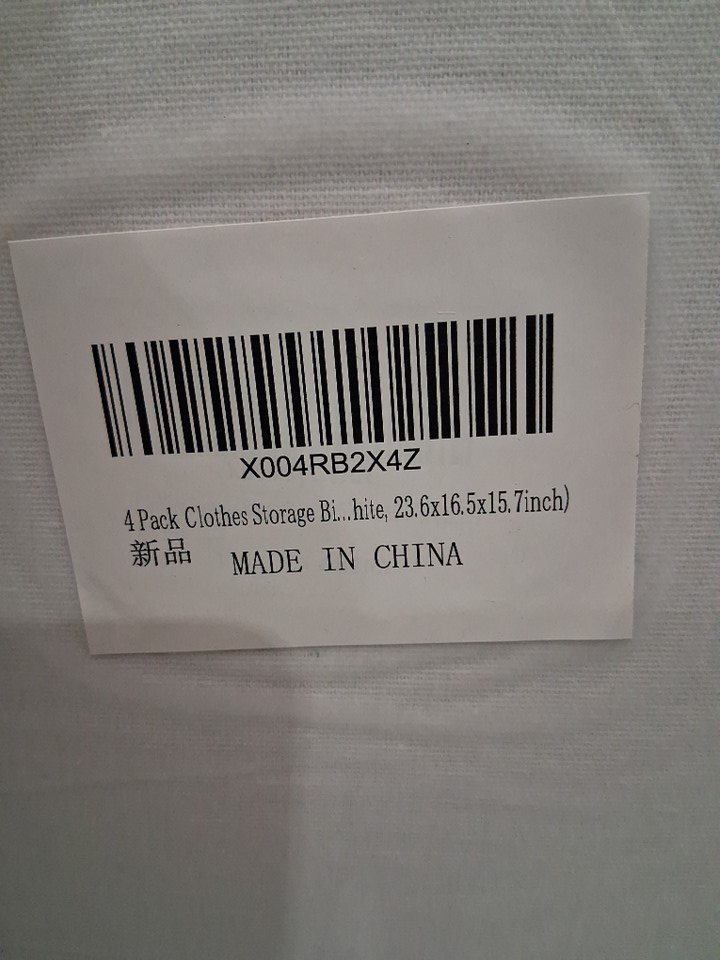 X004RB2X4Z
4 Pack Clothes Storage Bi...hite, 23.6x16.5x15.7inch)
新品 MADE IN CHINA